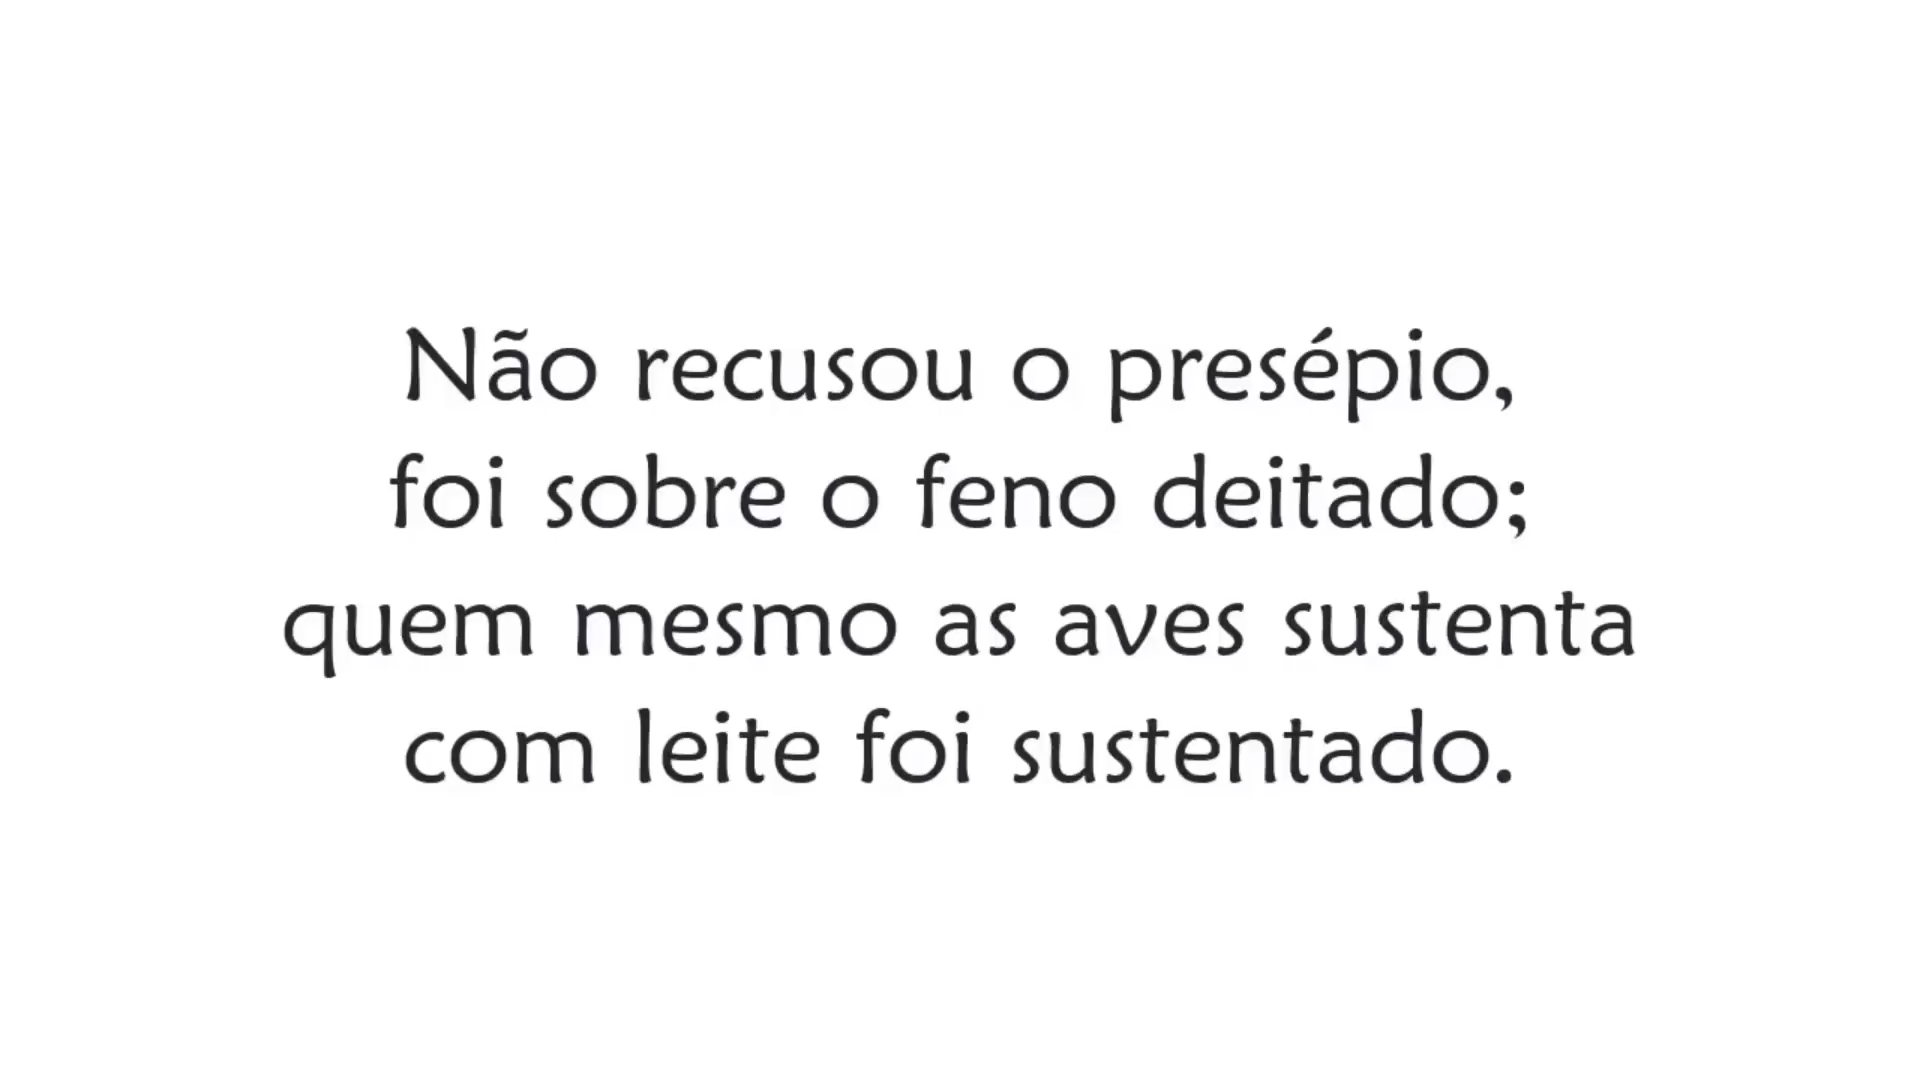 Não recusou o presépio,
foi sobre o feno deitado;
quem mesmo as aves sustenta
com leite foi sustentado.